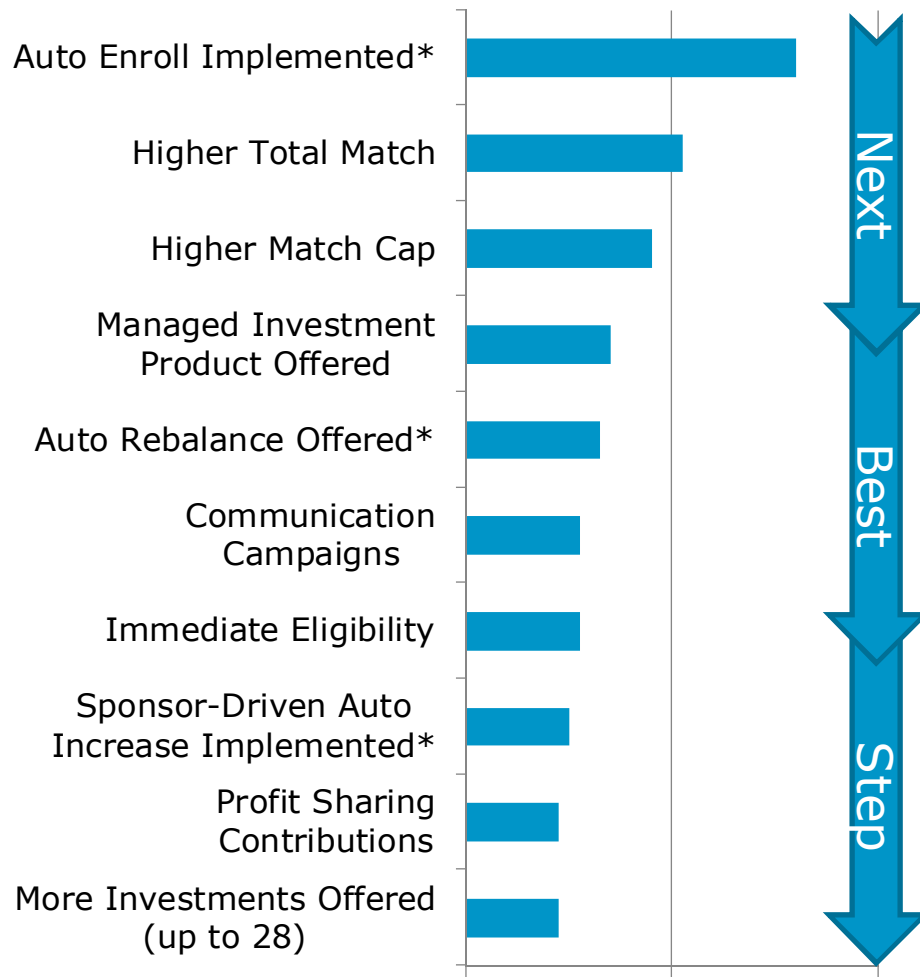 Auto Enroll Implemented*
Higher Total Match
Higher Match Cap
Managed Investment
Product Offered
Auto Rebalance Offered*
Communication
Campaigns
Immediate Eligibility
Sponsor-Driven Auto
Increase Implemented*
Profit Sharing
Contributions
More Investments Offered
(up to 28)
Next
Best
Step